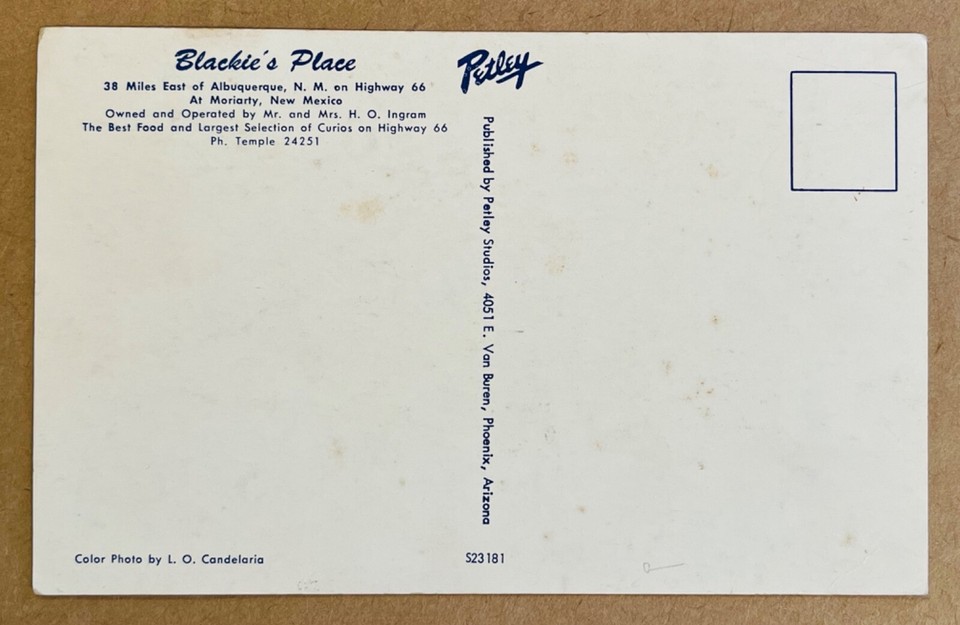 Blackie's Place
38 Miles East of Albuquerque, N. M. on Highway 66
At Moriarty, New Mexico
Owned and Operated by Mr. and Mrs. H. O. Ingram
The Best Food and Largest Selection of Curios on Highway 66
Ph. Temple 24251
Petley
Published by Petley Studios, 4051 E. Van Buren, Phoenix, Arizona
Color Photo by L. O. Candelaria
S23181